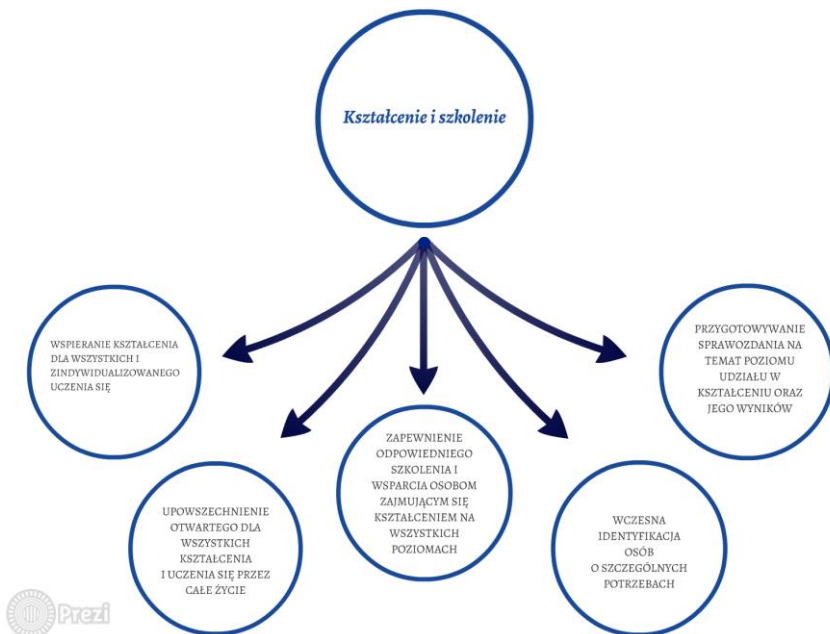 Kształcenie i szkolenie
WSPIERANIE KSZTAŁCENIA
DLA WSZYSTKICH I
ZINDYWIDUALIZOWANEGO
UCZENIA SIĘ
UPOWSZECHNIENIE
OTWARTEGO DLA
WSZYSTKICH
KSZTAŁCENIA
I UCZENIA SIĘ PRZEZ
CAŁE ŻYCIE
ZAPEWNIENIE
ODPOWIEDNIEGO
SZKOLENIA I
WSPARCIA OSOBOM
ZAJMUJĄCYM SIĘ
KSZTAŁCENIEM NA
WSZYSTKICH
POZIOMACH
WCZESNA
IDENTYFIKACJA
OSÓB
O SZCZEGÓLNYCH
POTRZEBACH
PRZYGOTOWYWANIE
SPRAWOZDANIA NA
TEMAT POZIOMU
UDZIAŁU W
KSZTAŁCENIU ORAZ
JEGO WYNIKÓW
Prezi